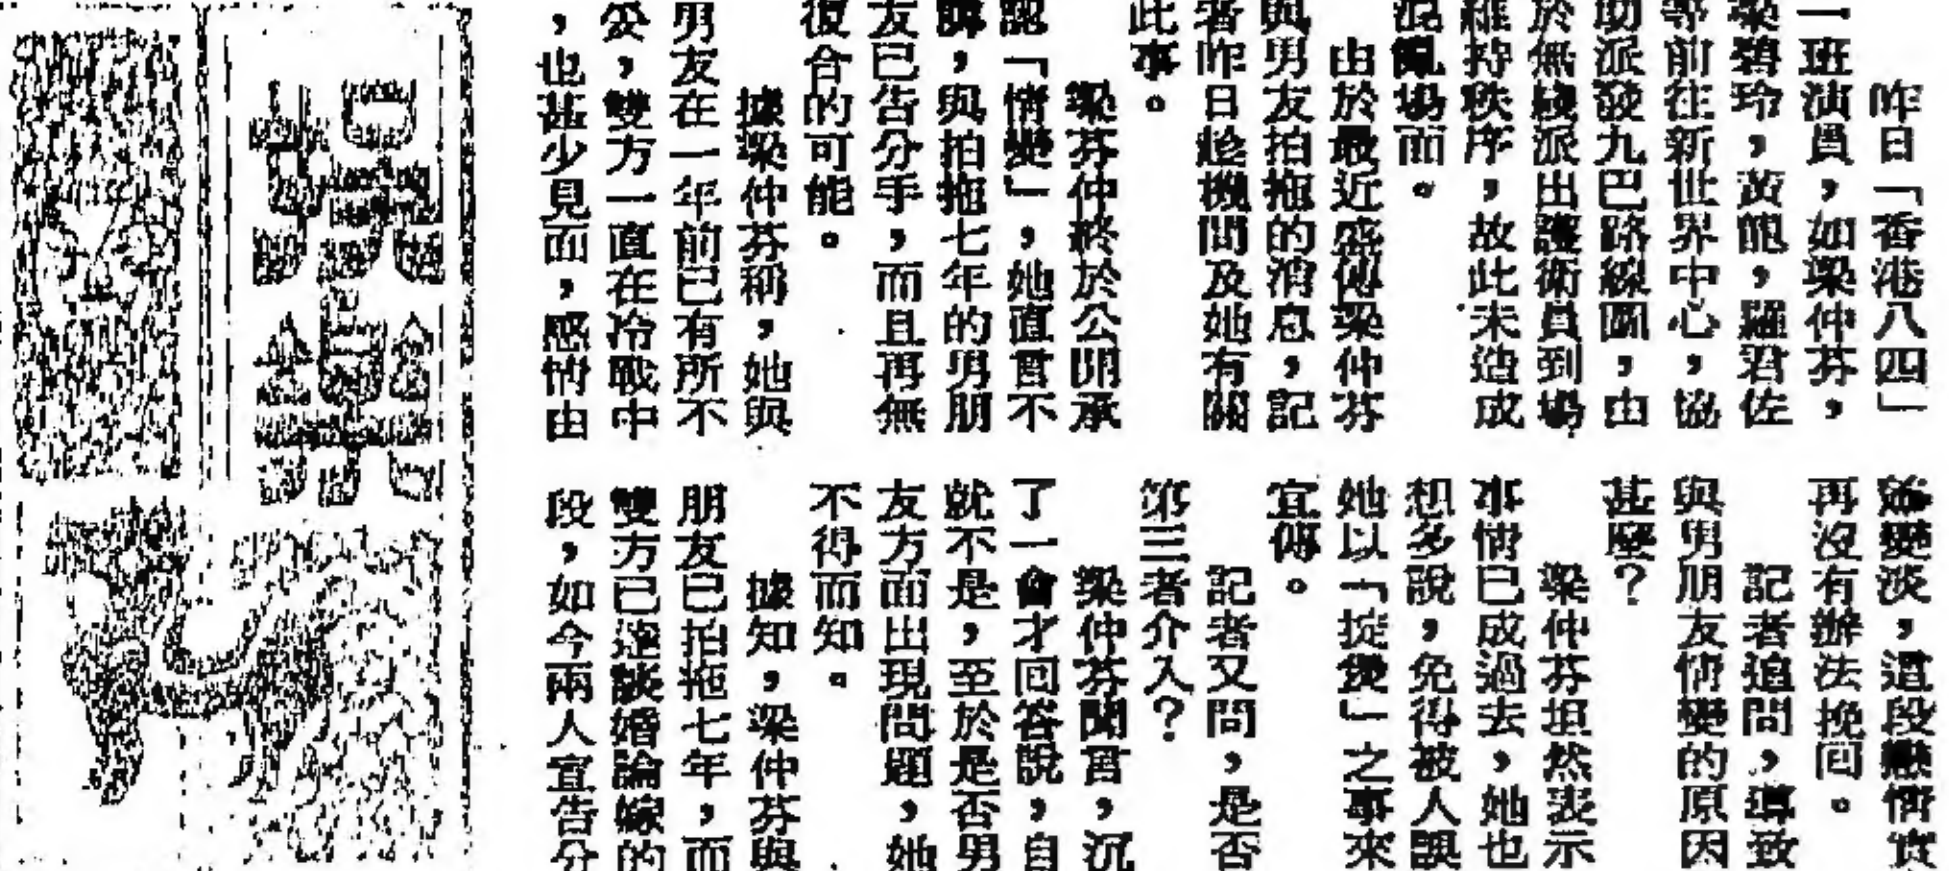 昨日「香港八四」
一班演員，如梁仲芬，
梁碧玲，黃韻，羅君佐
等前往新世界中心，協
助派發九巴路線圖，由
於無綫派出護衛員到場
維持秩序，故此未造成
混亂場面。
由於最近盛傳梁仲芬
與男友拍拖的消息，記
者昨日趁機問及她有關
此事。
梁芬仲終於公開承
認「情變」，她直言不
諱，與拍拖七年的男朋
友已告分手，而且再無
復合的可能。
據梁仲芬稱，她與
男友在一年前已有所不
妥，雙方一直在冷戰中
，也甚少見面，感情由
變淡，這段戀情實
再沒有辦法挽回。
記者追問，導致
與男朋友情變的原因
甚麼？
梁仲芬坦然表示
事情已成過去，她也
想多說，免得被人誤
她以「掟煲」之事來
宣傳。
記者又問，是否
第三者介入？
梁仲芬聞言，沉
了一會才回答說，自
就不是，至於是否男
友方面出現問題，她
不得而知。
據知，梁仲芬與
朋友已拍拖七年，而
雙方已達談婚論嫁的
段，如今兩人宣告分